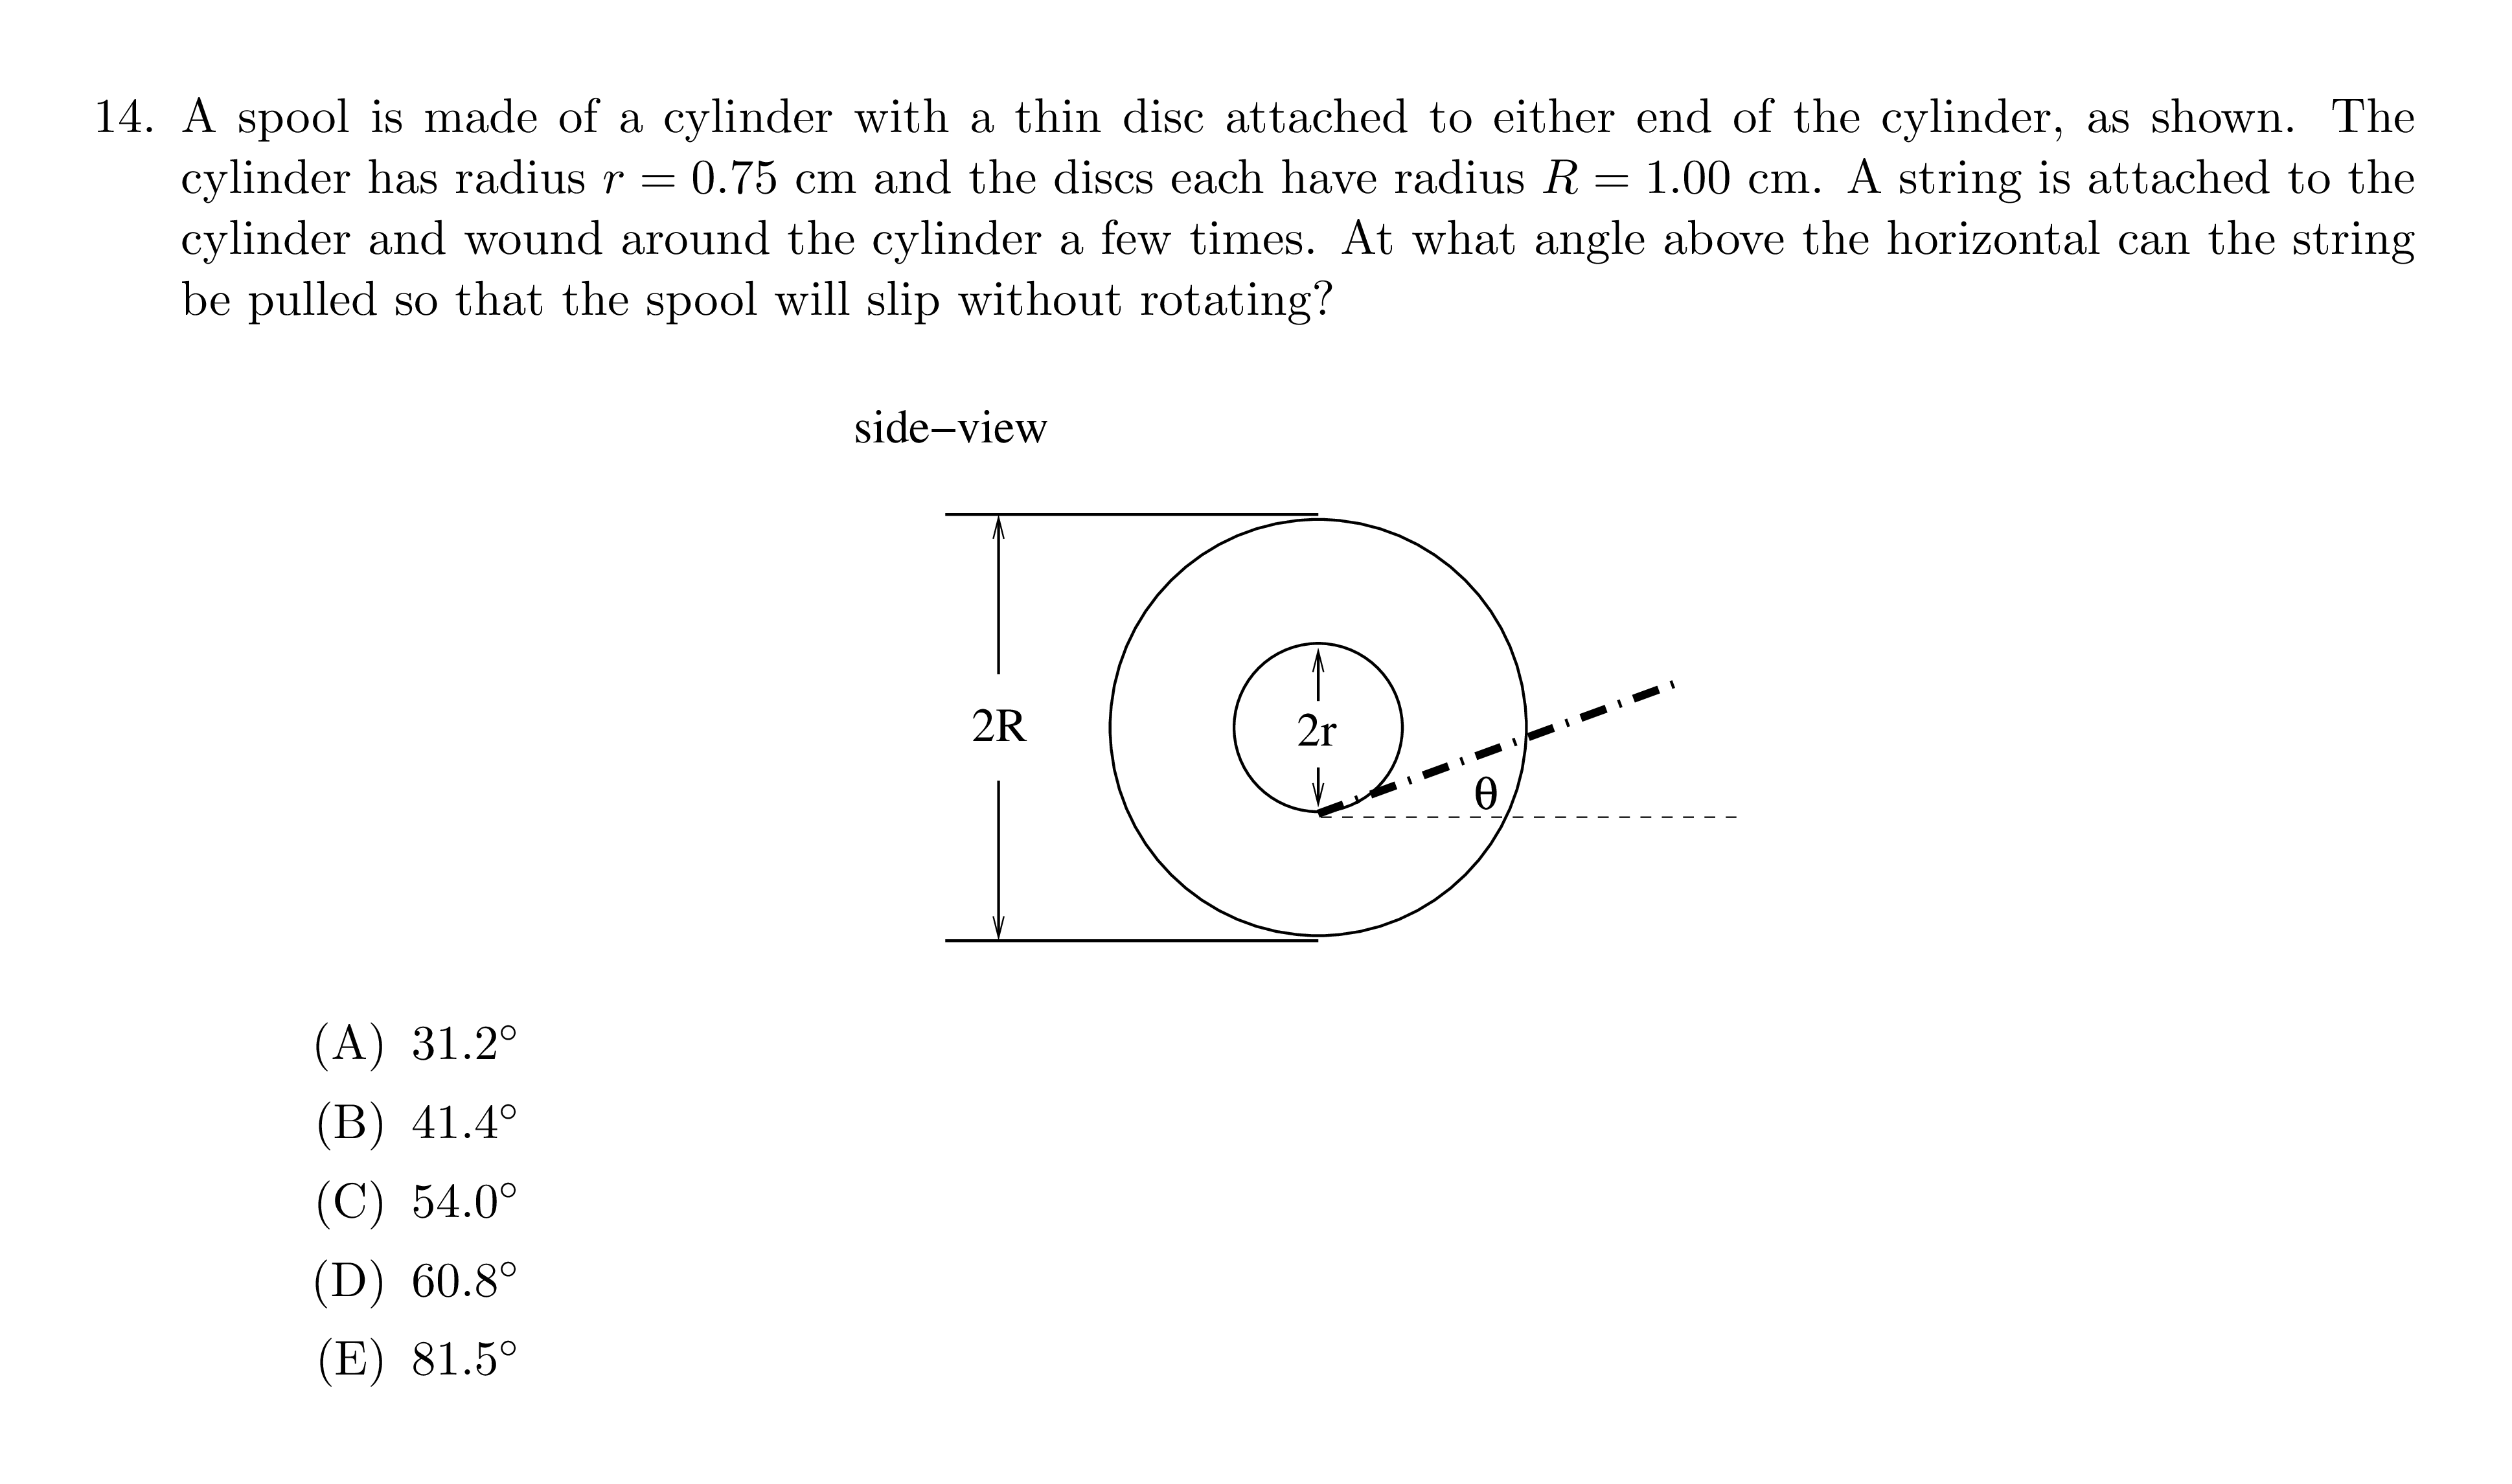 14. A spool is made of a cylinder with a thin disc attached to either end of the cylinder, as shown. The
cylinder has radius r = 0.75 cm and the discs each have radius R = 1.00 cm. A string is attached to the
cylinder and wound around the cylinder a few times. At what angle above the horizontal can the string
be pulled so that the spool will slip without rotating?
side–view
2R
2r
θ
(A) 31.2°
(B) 41.4°
(C) 54.0°
(D) 60.8°
(E) 81.5°